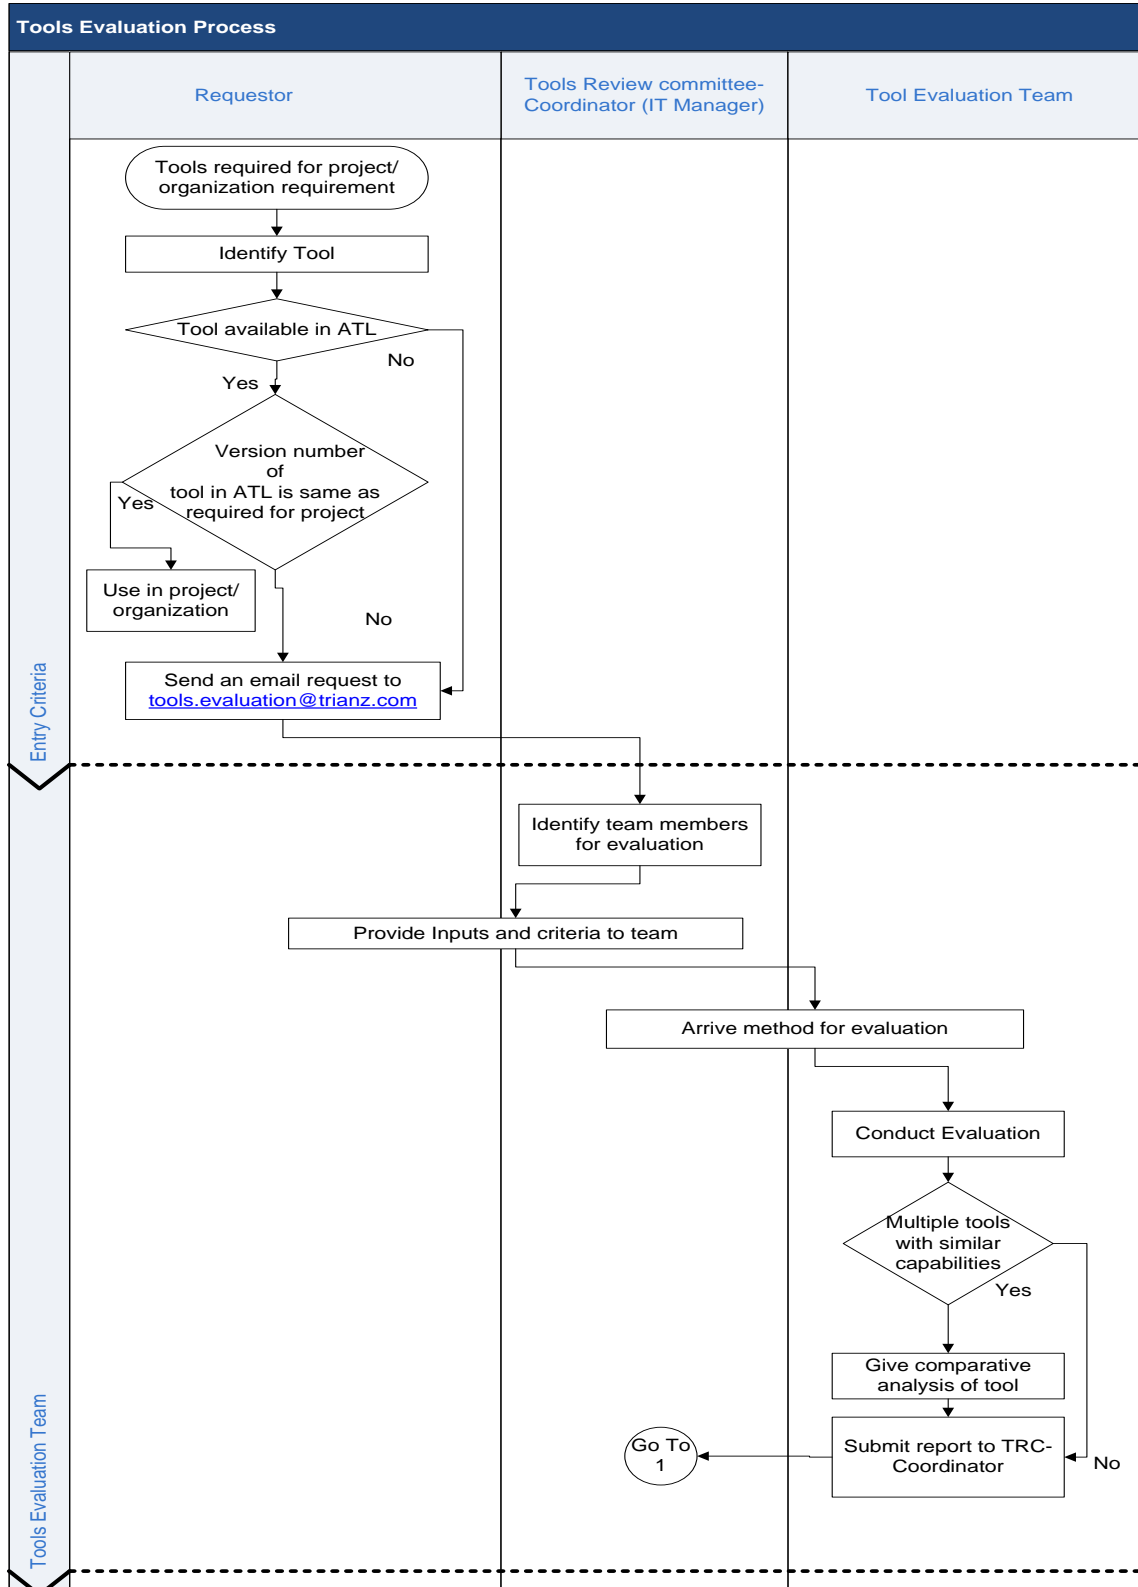 Tools Evaluation Process
Requestor
Tools Review committee-
Coordinator (IT Manager)
Tool Evaluation Team
Tools required for project/
organization requirement
Identify Tool
Tool available in ATL
No
Yes
Version number
of
tool in ATL is same as
required for project
Yes
Use in project/
organization
No
Send an email request to
tools.evaluation@trianz.com
Entry Criteria
Identify team members
for evaluation
Provide Inputs and criteria to team
Arrive method for evaluation
Conduct Evaluation
Multiple tools
with similar
capabilities
Yes
Give comparative
analysis of tool
Submit report to TRC-
Coordinator
No
Go To
1
Tools Evaluation Team